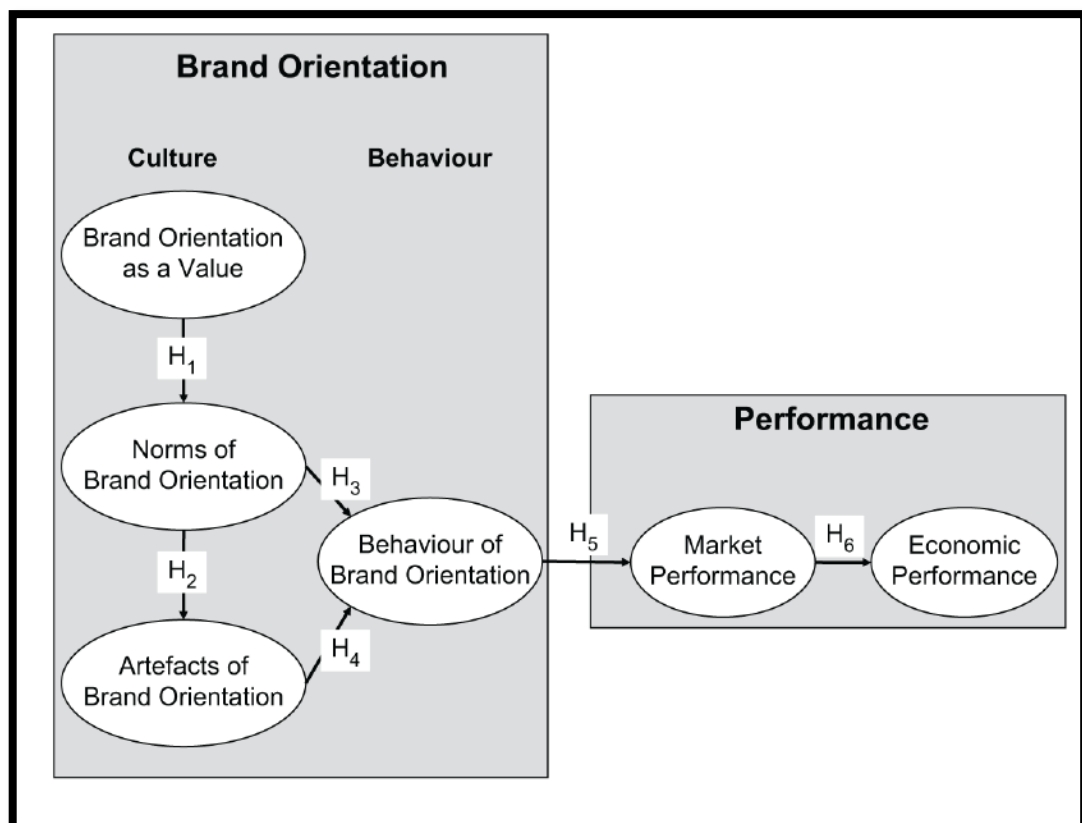 Brand Orientation
Culture
Behaviour
Brand Orientation
as a Value
H₁
Norms of
Brand Orientation
H₃
H₂
Behaviour of
Brand Orientation
H₄
Artefacts of
Brand Orientation
H₅
Performance
Market
Performance
H₆
Economic
Performance